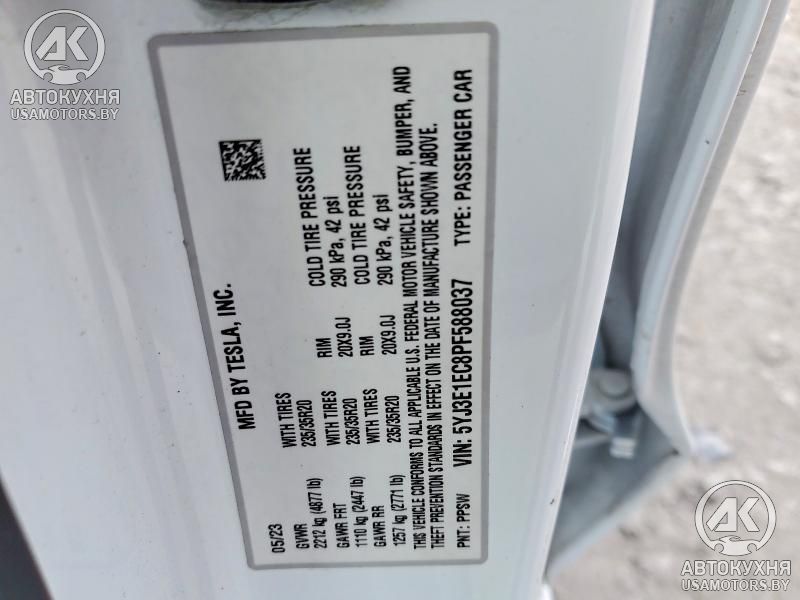 AK
АВТОКУХНЯ
USAMOTORS.BY
MFD BY TESLA, INC.
05/23
GVWR
2212 kg (4877 lb)
WITH TIRES
235/35R20
RIM
20X9.0J
COLD TIRE PRESSURE
290 kPa, 42 psi
GAWR FRT
1110 kg (2447 lb)
WITH TIRES
235/35R20
RIM
20X9.0J
COLD TIRE PRESSURE
290 kPa, 42 psi
GAWR RR
1257 kg (2771 lb)
THIS VEHICLE CONFORMS TO ALL APPLICABLE U.S. FEDERAL MOTOR VEHICLE SAFETY, BUMPER, AND
THEFT PREVENTION STANDARDS IN EFFECT ON THE DATE OF MANUFACTURE SHOWN ABOVE.
PNT: PPSW VIN: 5YJ3E1EC8PF588037 TYPE: PASSENGER CAR
AK
АВТОКУХНЯ
USAMOTORS.BY